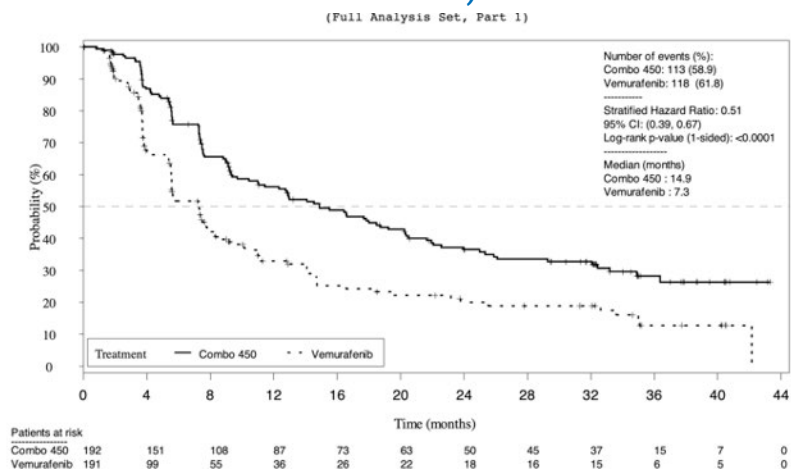 (Full Analysis Set, Part 1)
Number of events (%):
Combo 450: 113 (58.9)
Vemurafenib: 118 (61.8)
-----------
Stratified Hazard Ratio: 0.51
95% CI: (0.39, 0.67)
Log-rank p-value (1-sided): <0.0001
------------------
Median (months)
Combo 450 : 14.9
Vemurafenib : 7.3
Probability (%)
100
90
80
70
60
50
40
30
20
10
0
Treatment Combo 450 Vemurafenib
0 4 8 12 16 20 24 28 32 36 40 44
Time (months)
Patients at risk
Combo 450 192 151 108 87 73 63 50 45 37 15 7 0
Vemurafenib 191 99 55 36 26 22 18 16 15 6 5 0